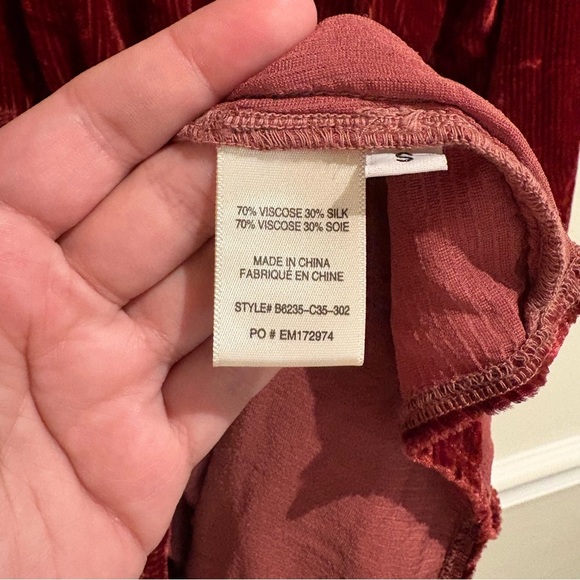 S
70% VISCOSE 30% SILK
70% VISCOSE 30% SOIE
MADE IN CHINA
FABRIQUÉ EN CHINE
STYLE# B6235-C35-302
PO # EM172974